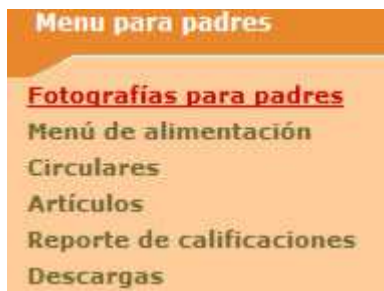 Menu para padres
Fotografías para padres
Menú de alimentación
Circulares
Artículos
Reporte de calificaciones
Descargas